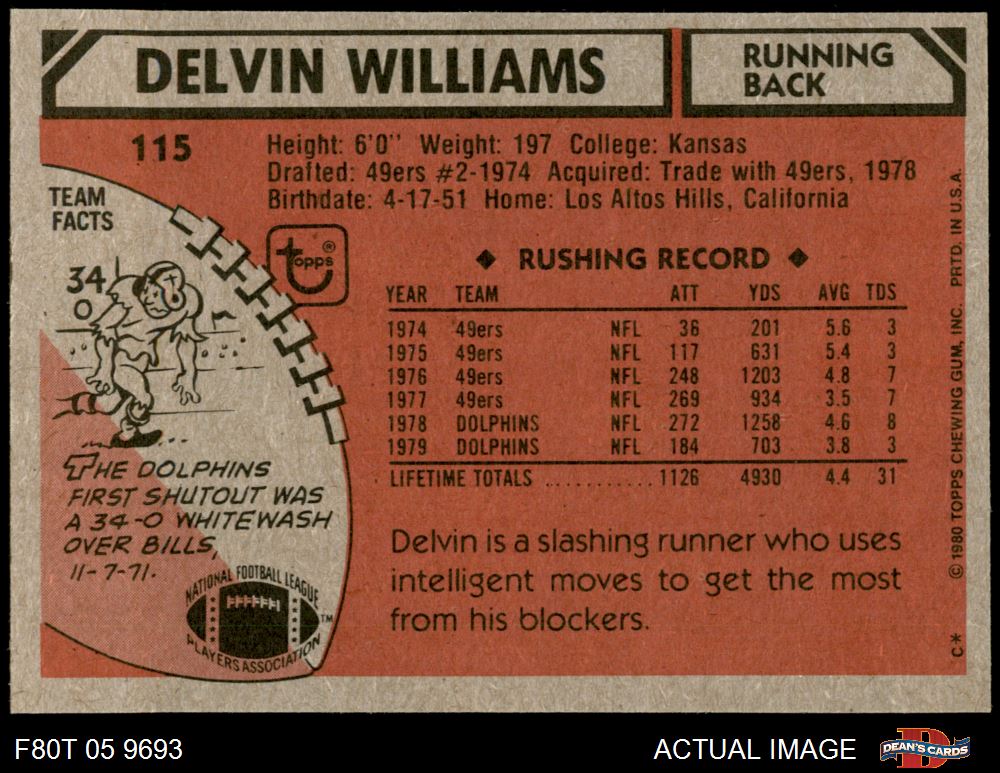 DELVIN WILLIAMS
RUNNING
BACK
115
Height: 6'0" Weight: 197 College: Kansas
Drafted: 49ers #2-1974 Acquired: Trade with 49ers, 1978
Birthdate: 4-17-51 Home: Los Altos Hills, California
TEAM
FACTS
34
0
THE DOLPHINS
FIRST SHUTOUT WAS
A 34-0 WHITEWASH
OVER BILLS,
11-7-71.
NATIONAL FOOTBALL LEAGUE
PLAYERS ASSOCIATION
TM
topps®
◆ RUSHING RECORD ◆
YEAR TEAM ATT YDS AVG TDS
1974 49ers NFL 36 201 5.6 3
1975 49ers NFL 117 631 5.4 3
1976 49ers NFL 248 1203 4.8 7
1977 49ers NFL 269 934 3.5 7
1978 DOLPHINS NFL 272 1258 4.6 8
1979 DOLPHINS NFL 184 703 3.8 3
LIFETIME TOTALS ........... 1126 4930 4.4 31
Delvin is a slashing runner who uses
intelligent moves to get the most
from his blockers.
C* © 1980 TOPPS CHEWING GUM, INC. PRTD. IN U.S.A.
F80T 05 9693
ACTUAL IMAGE
D
DEAN'S CARDS